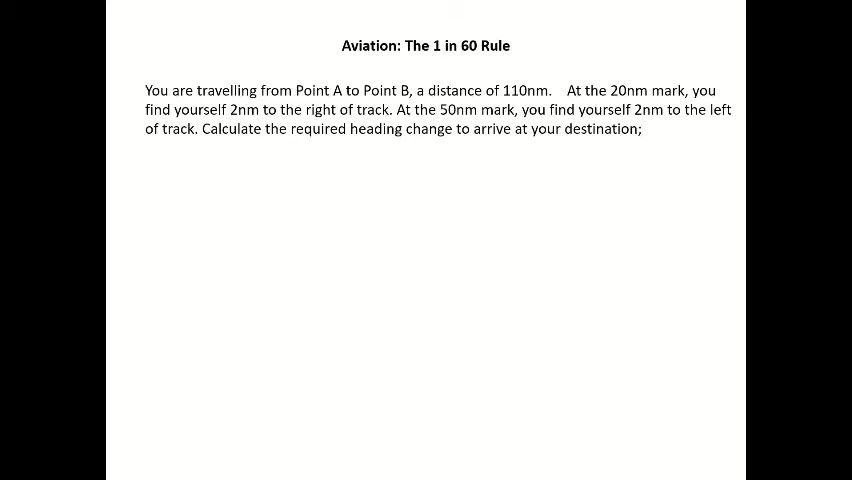 Aviation: The 1 in 60 Rule
You are travelling from Point A to Point B, a distance of 110nm.    At the 20nm mark, you
find yourself 2nm to the right of track. At the 50nm mark, you find yourself 2nm to the left
of track. Calculate the required heading change to arrive at your destination;